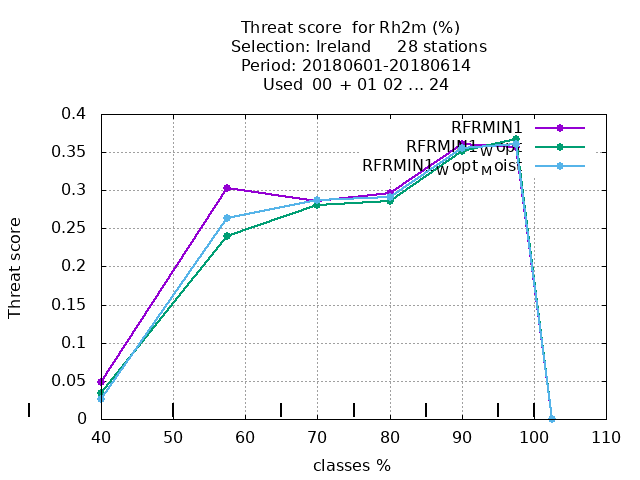 Threat score  for Rh2m (%)
Selection: Ireland     28 stations
Period: 20180601-20180614
Used  00 + 01 02 ... 24
0.4
0.35
0.3
0.25
0.2
0.15
0.1
0.05
0
Threat score
RFRMIN1
RFRMIN1Wopt
RFRMIN1WoptMoist
40 50 60 70 80 90 100 110
classes %